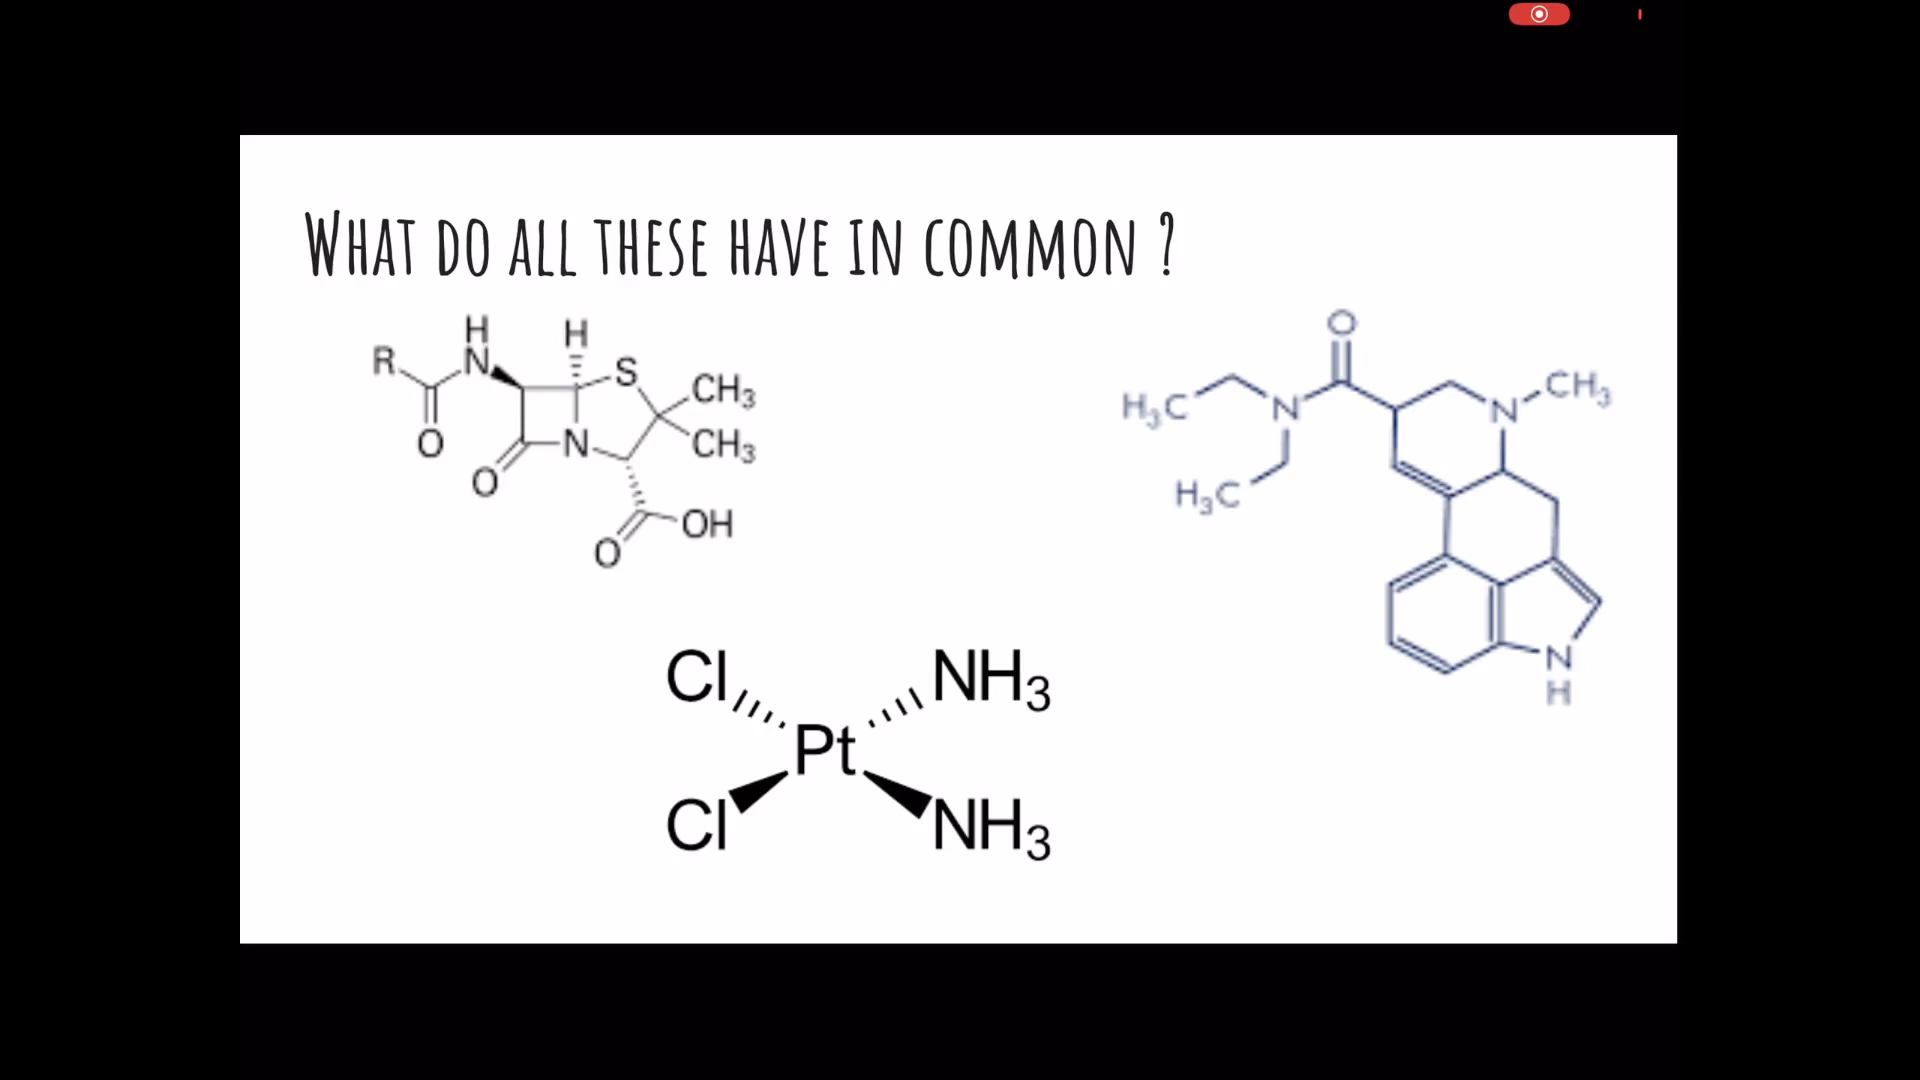 What do all these have in common ?
H
R N H S CH3
O N CH3
O
O OH
O
H3C N N CH3
H3C
N
H
Cl NH3
Pt
Cl NH3